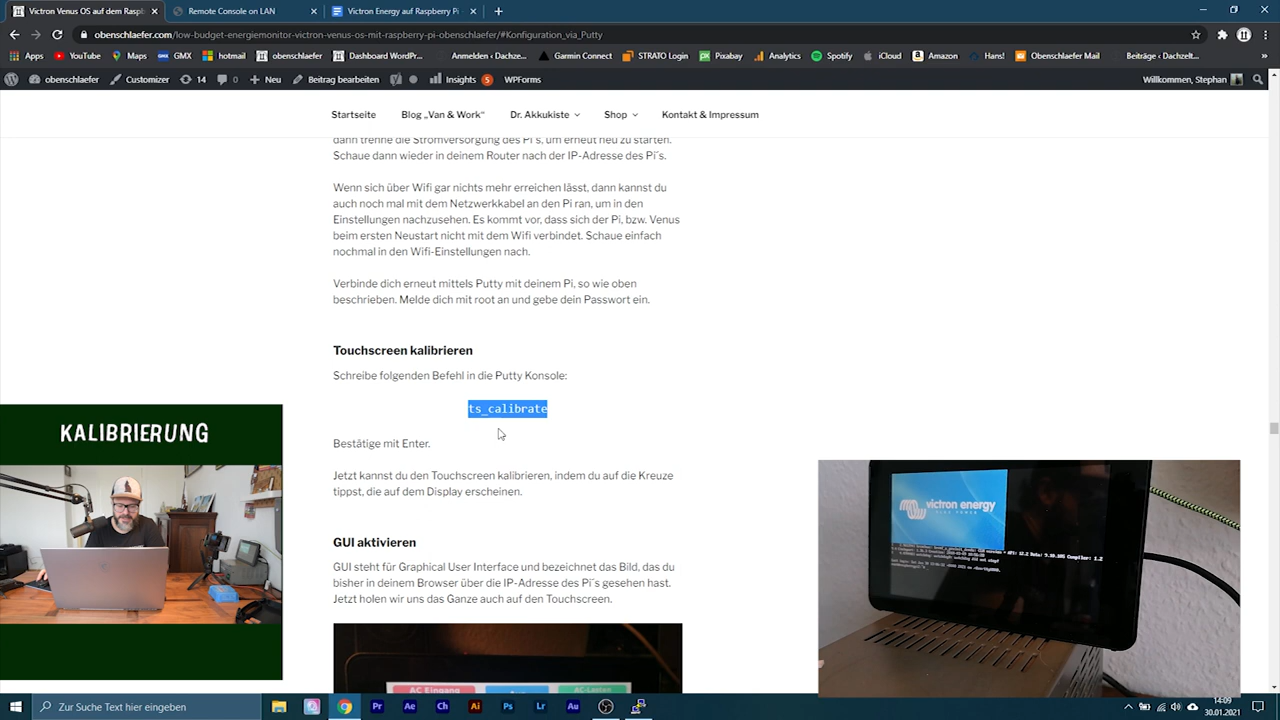 Victron Venus OS auf dem Rasp
Remote Console on LAN
Victron Energy auf Raspberry Pi
obenschlaefer.com/low-budget-energiemonitor-victron-venus-os-mit-raspberry-pi-obenschlaefer/#Konfiguration_via_Putty
Apps
YouTube
Maps
GMX
hotmail
obenschlaefer
Dashboard WordPr...
Anmelden ‹ Dachze...
Garmin Connect
STRATO Login
Pixabay
Analytics
Spotify
iCloud
Amazon
Hans!
Obenschlaefer Mail
Beiträge ‹ Dachzelt...
obenschlaefer
Customizer
14
0
Neu
Beitrag bearbeiten
Insights 5
WPForms
Willkommen, Stephan
Startseite
Blog „Van & Work“
Dr. Akkukiste
Shop
Kontakt & Impressum
dann trenne die Stromversorgung des Pi´s, um erneut neu zu starten.
Schaue dann wieder in deinem Router nach der IP-Adresse des Pi´s.
Wenn sich über Wifi gar nichts mehr erreichen lässt, dann kannst du
auch noch mal mit dem Netzwerkkabel an den Pi ran, um in den
Einstellungen nachzusehen. Es kommt vor, dass sich der Pi, bzw. Venus
beim ersten Neustart nicht mit dem Wifi verbindet. Schaue einfach
nochmal in den Wifi-Einstellungen nach.
Verbinde dich erneut mittels Putty mit deinem Pi, so wie oben
beschrieben. Melde dich mit root an und gebe dein Passwort ein.
Touchscreen kalibrieren
Schreibe folgenden Befehl in die Putty Konsole:
ts_calibrate
Bestätige mit Enter.
Jetzt kannst du den Touchscreen kalibrieren, indem du auf die Kreuze
tippst, die auf dem Display erscheinen.
GUI aktivieren
GUI steht für Graphical User Interface und bezeichnet das Bild, das du
bisher in deinem Browser über die IP-Adresse des Pi´s gesehen hast.
Jetzt holen wir uns das Ganze auch auf den Touchscreen.
AC Eingang
AC-Lasten
KALIBRIERUNG
victron energy
BLUE POWER
Zur Suche Text hier eingeben
Pr
Ae
Ch
Ai
Ps
Lr
Au
14:09
30.01.2021